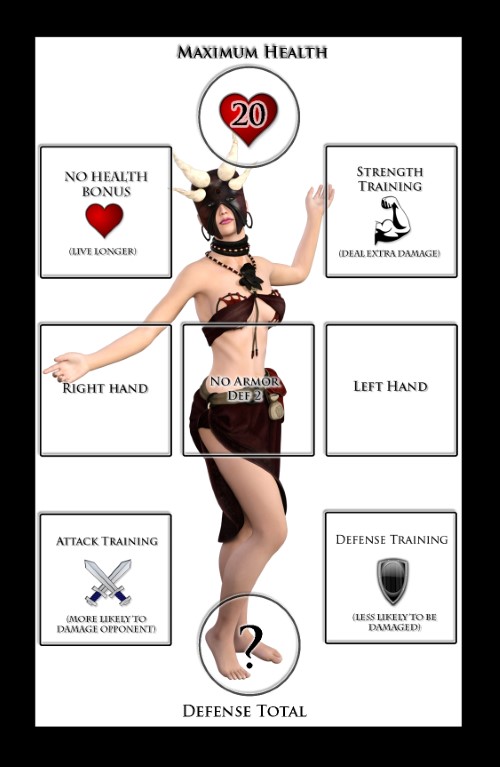 Maximum Health
20
No Health
Bonus
(Live Longer)
Strength
Training
(Deal Extra Damage)
Right Hand
No Armor
Def 2
Left Hand
Attack Training
(More Likely to
Damage Opponent)
Defense Training
(Less Likely to be
Damaged)
?
Defense Total